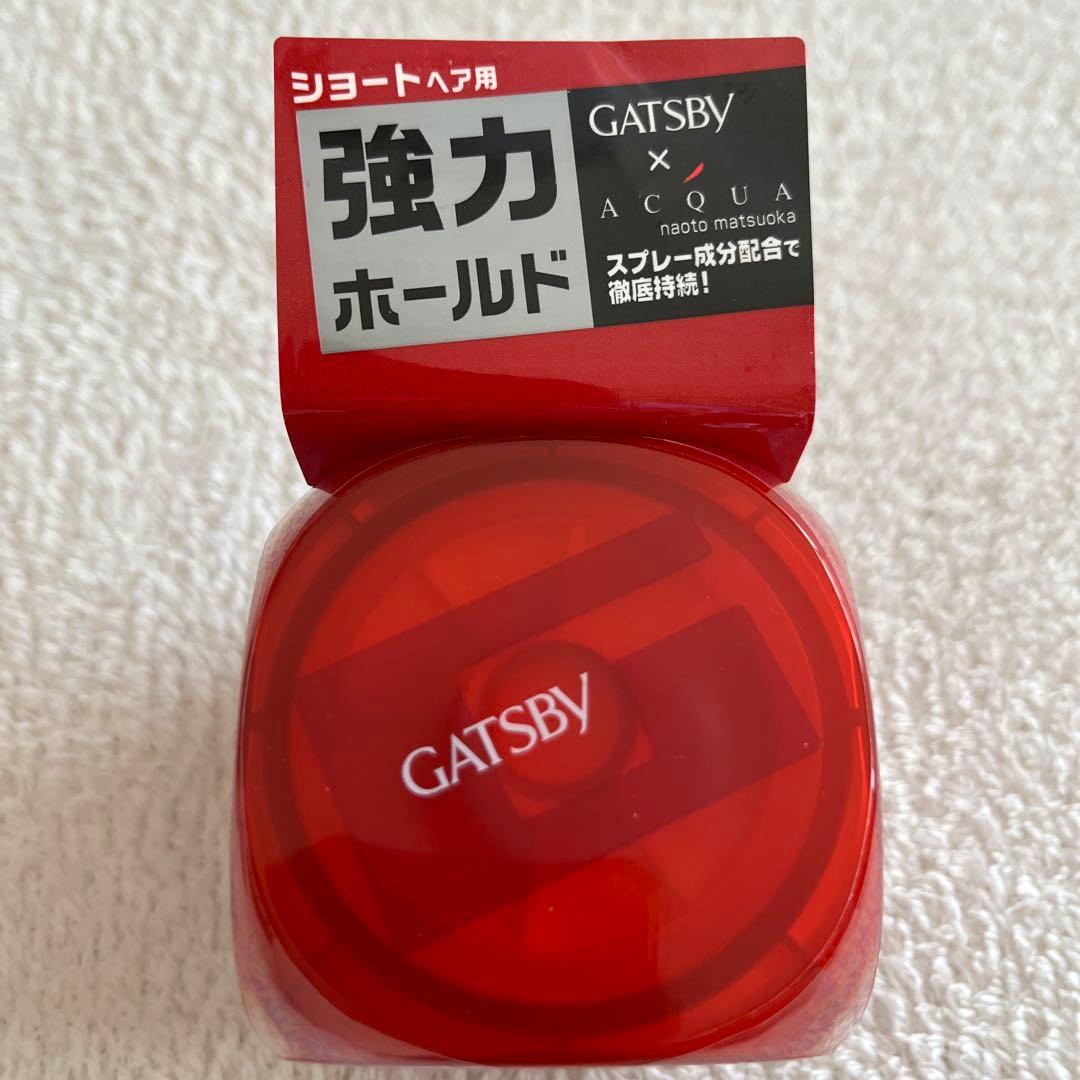 ショートヘア用
強力
ホールド
GATSBY
×
ACQUA
naoto matsuoka
スプレー成分配合で
徹底持続!
GATSBY